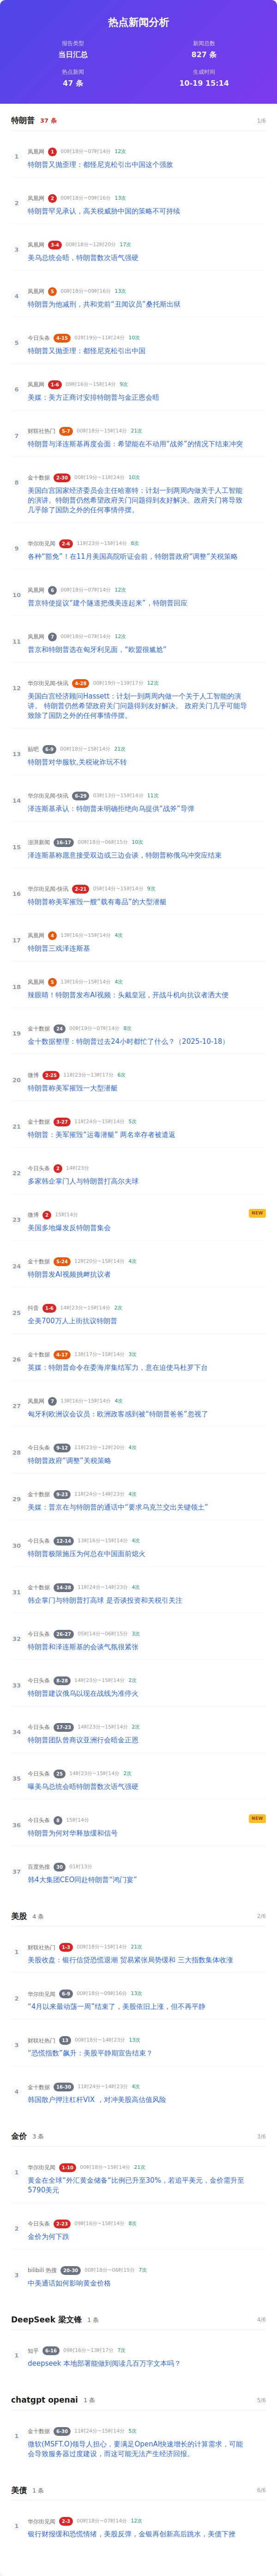 热点新闻分析
报告类型
新闻总数
当日汇总
827 条
热点新闻
生成时间
47 条
10-19 15:14
特朗普 37 条 1/6
1 凤凰网 1 00时18分~07时14分 12次
特朗普又抛歪理：都怪尼克松引出中国这个强敌
2 凤凰网 2 00时18分~09时16分 13次
特朗普罕见承认，高关税威胁中国的策略不可持续
3 凤凰网 3-4 00时18分~12时20分 17次
美乌总统会晤，特朗普数次语气强硬
4 凤凰网 5 00时18分~09时16分 13次
特朗普为他减刑，共和党前“丑闻议员”桑托斯出狱
5 今日头条 4-15 02时19分~11时24分 10次
特朗普又抛歪理：都怪尼克松引出中国
6 凤凰网 1-6 09时16分~15时14分 9次
美媒：美方正商讨安排特朗普与金正恩会晤
7 财联社热门 5-7 00时18分~15时14分 21次
特朗普与泽连斯基再度会面：希望能在不动用“战斧”的情况下结束冲突
8 金十数据 2-30 00时19分~11时24分 10次
美国白宫国家经济委员会主任哈塞特：计划一到两周内做关于人工智能
的演讲。特朗普仍然希望政府关门问题得到友好解决。政府关门将导致
几乎除了国防之外的任何事情停摆。
9 华尔街见闻 2-6 11时23分~15时14分 8次
各种“豁免”！在11月美国高院听证会前，特朗普政府“调整”关税政策
10 凤凰网 6 00时18分~07时14分 12次
普京特使提议“建个隧道把俄美连起来”，特朗普回应
11 凤凰网 7 00时18分~07时14分 12次
普京和特朗普选在匈牙利见面，“欧盟很尴尬”
12 华尔街见闻-快讯 4-28 00时19分~13时17分 12次
美国白宫经济顾问Hassett：计划一到两周内做一个关于人工智能的演
讲。 特朗普仍然希望政府关门问题得到友好解决。 政府关门几乎可能导
致除了国防之外的任何事情停摆。
13 贴吧 6-9 00时18分~15时14分 21次
特朗普对华服软,关税讹诈玩不转
14 华尔街见闻-快讯 6-29 03时13分~15时14分 11次
泽连斯基承认：特朗普未明确拒绝向乌提供“战斧”导弹
15 澎湃新闻 16-17 00时18分~06时15分 10次
泽连斯基称愿意接受双边或三边会谈，特朗普称俄乌冲突应结束
16 华尔街见闻-快讯 2-21 05时14分~15时14分 9次
特朗普称美军摧毁一艘“载有毒品”的大型潜艇
17 凤凰网 4 13时16分~15时14分 4次
特朗普三戏泽连斯基
18 凤凰网 5 13时16分~15时14分 4次
辣眼睛！特朗普发布AI视频：头戴皇冠，开战斗机向抗议者洒大便
19 金十数据 24 00时19分~07时14分 8次
金十数据整理：特朗普过去24小时都忙了什么？（2025-10-18）
20 微博 2-25 11时23分~13时17分 6次
特朗普称美军摧毁一大型潜艇
21 金十数据 3-27 11时24分~15时14分 5次
特朗普：美军摧毁“运毒潜艇” 两名幸存者被遣返
22 今日头条 2 14时23分
多家韩企掌门人与特朗普打高尔夫球
23 微博 2 15时14分 NEW
美国多地爆发反特朗普集会
24 金十数据 5-24 12时20分~15时14分 4次
特朗普发AI视频挑衅抗议者
25 抖音 1-6 14时23分~15时14分 2次
全美700万人上街抗议特朗普
26 金十数据 4-17 13时17分~15时14分 3次
英媒：特朗普命令在委海岸集结军力，意在迫使马杜罗下台
27 凤凰网 7 13时16分~15时14分 4次
匈牙利欧洲议会议员：欧洲政客感到被“特朗普爸爸”忽视了
28 今日头条 9-12 11时23分~12时20分 4次
特朗普政府“调整”关税政策
29 金十数据 9-23 11时24分~14时23分 4次
美媒：普京在与特朗普的通话中“要求乌克兰交出关键领土”
30 今日头条 12-14 13时16分~15时14分 4次
特朗普极限施压为何总在中国面前熄火
31 金十数据 14-28 11时24分~14时23分 4次
韩企掌门与特朗普打高球 是否谈投资和关税引关注
32 今日头条 26-27 05时14分~06时15分 3次
特朗普和泽连斯基的会谈气氛很紧张
33 今日头条 8-28 14时23分~15时14分 2次
特朗普建议俄乌以现在战线为准停火
34 今日头条 17-23 14时23分~15时14分 2次
特朗普团队曾商议亚洲行会晤金正恩
35 今日头条 25 14时23分~15时14分 2次
曝美乌总统会晤特朗普数次语气强硬
36 今日头条 8 15时14分 NEW
特朗普为何对华释放缓和信号
37 百度热搜 30 01时13分
韩4大集团CEO同赴特朗普“鸿门宴”
美股 4 条 2/6
1 财联社热门 1-3 00时18分~15时14分 21次
美股收盘：银行信贷恐慌退潮 贸易紧张局势缓和 三大指数集体收涨
2 华尔街见闻 6-9 00时18分~09时16分 13次
“4月以来最动荡一周”结束了，美股依旧上涨，但不再平静
3 财联社热门 13 00时18分~14时23分 13次
“恐慌指数”飙升：美股平静期宣告结束？
4 金十数据 16-30 11时24分~14时23分 4次
韩国散户押注杠杆VIX ，对冲美股高估值风险
金价 3 条 3/6
1 华尔街见闻 1-10 00时18分~15时14分 21次
黄金在全球“外汇黄金储备”比例已升至30%，若追平美元，金价需升至
5790美元
2 今日头条 2-23 09时16分~15时14分 8次
金价为何下跌
3 bilibili 热搜 20-30 00时18分~06时15分 7次
中美通话如何影响黄金价格
DeepSeek 梁文锋 1 条 4/6
1 知乎 6-16 09时16分~13时17分 7次
deepseek 本地部署能做到阅读几百万字文本吗？
chatgpt openai 1 条 5/6
1 金十数据 6-30 11时24分~15时14分 5次
微软(MSFT.O)领导人担心，要满足OpenAI快速增长的计算需求，可能
会导致服务器过度建设，而这可能无法产生经济回报。
美债 1 条 6/6
1 华尔街见闻 2-3 00时18分~07时14分 12次
银行财报缓和恐慌情绪，美股反弹，金银再创新高后跳水，美债下挫